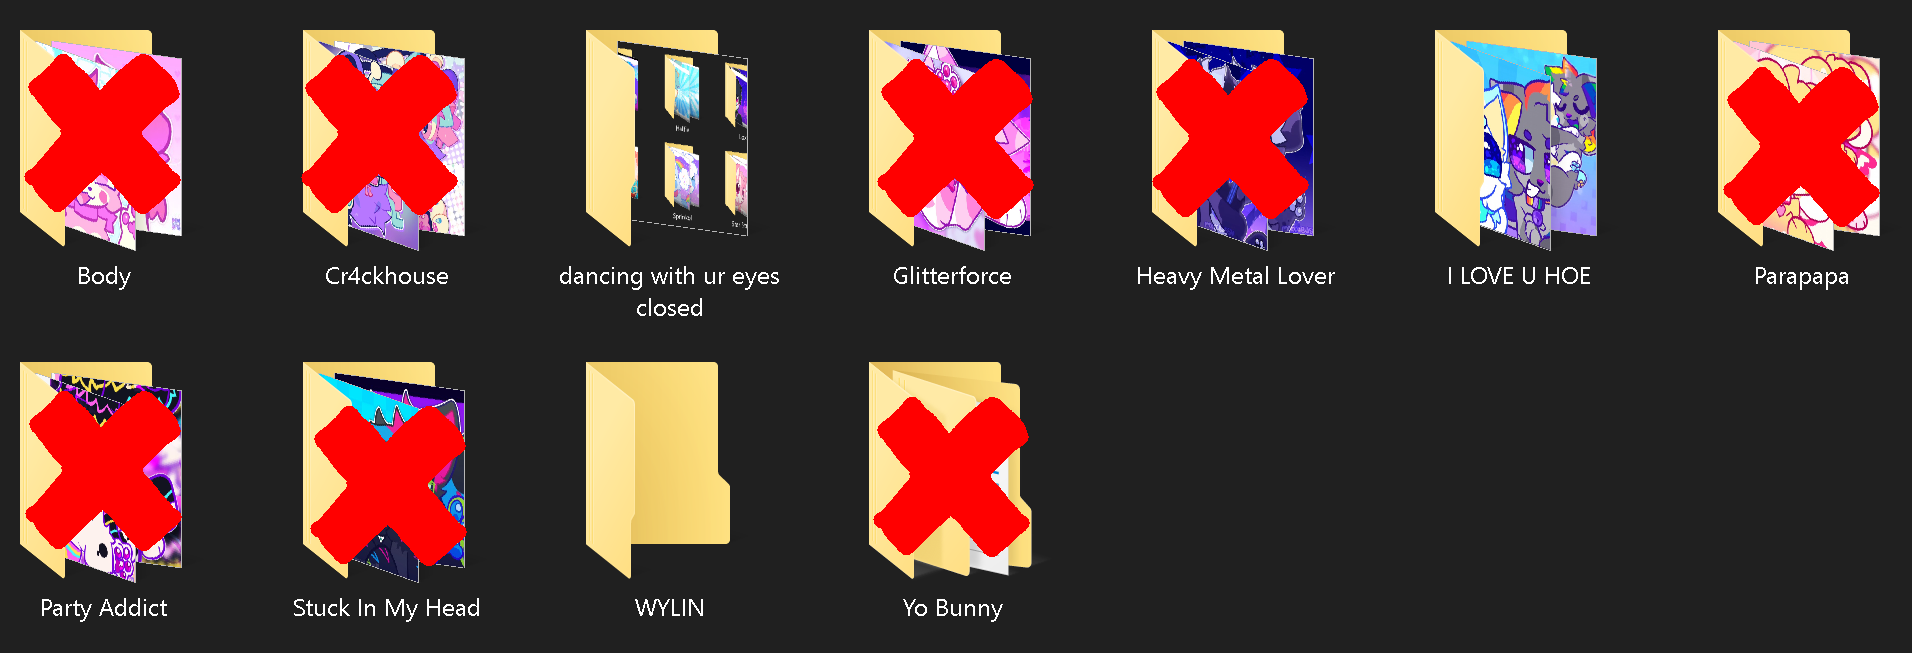 Body
Cr4ckhouse
dancing with ur eyes
closed
Glitterforce
Heavy Metal Lover
I LOVE U HOE
Parapapa
Party Addict
Stuck In My Head
WYLIN
Yo Bunny